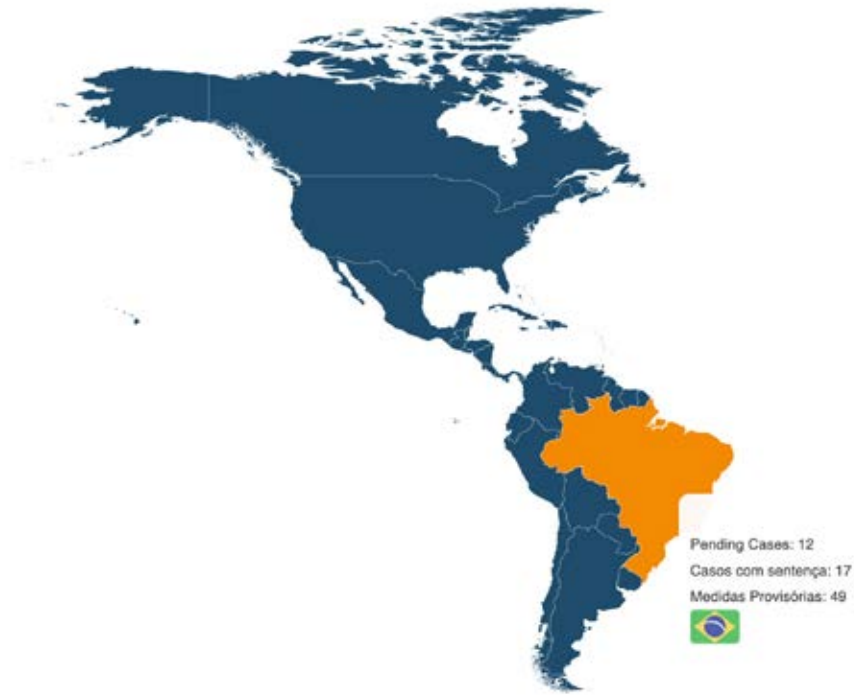 Pending Cases: 12
Casos com sentença: 17
Medidas Provisórias: 49